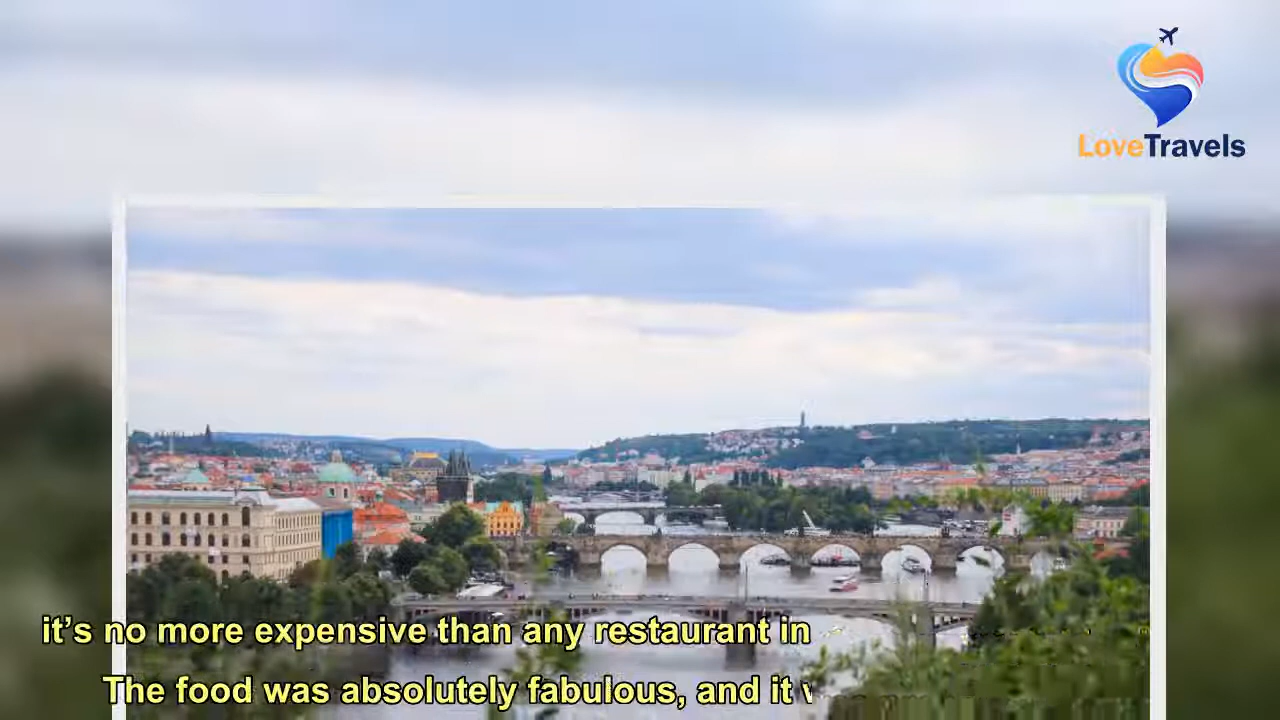 LoveTravels
it's no more expensive than any restaurant in
The food was absolutely fabulous, and it